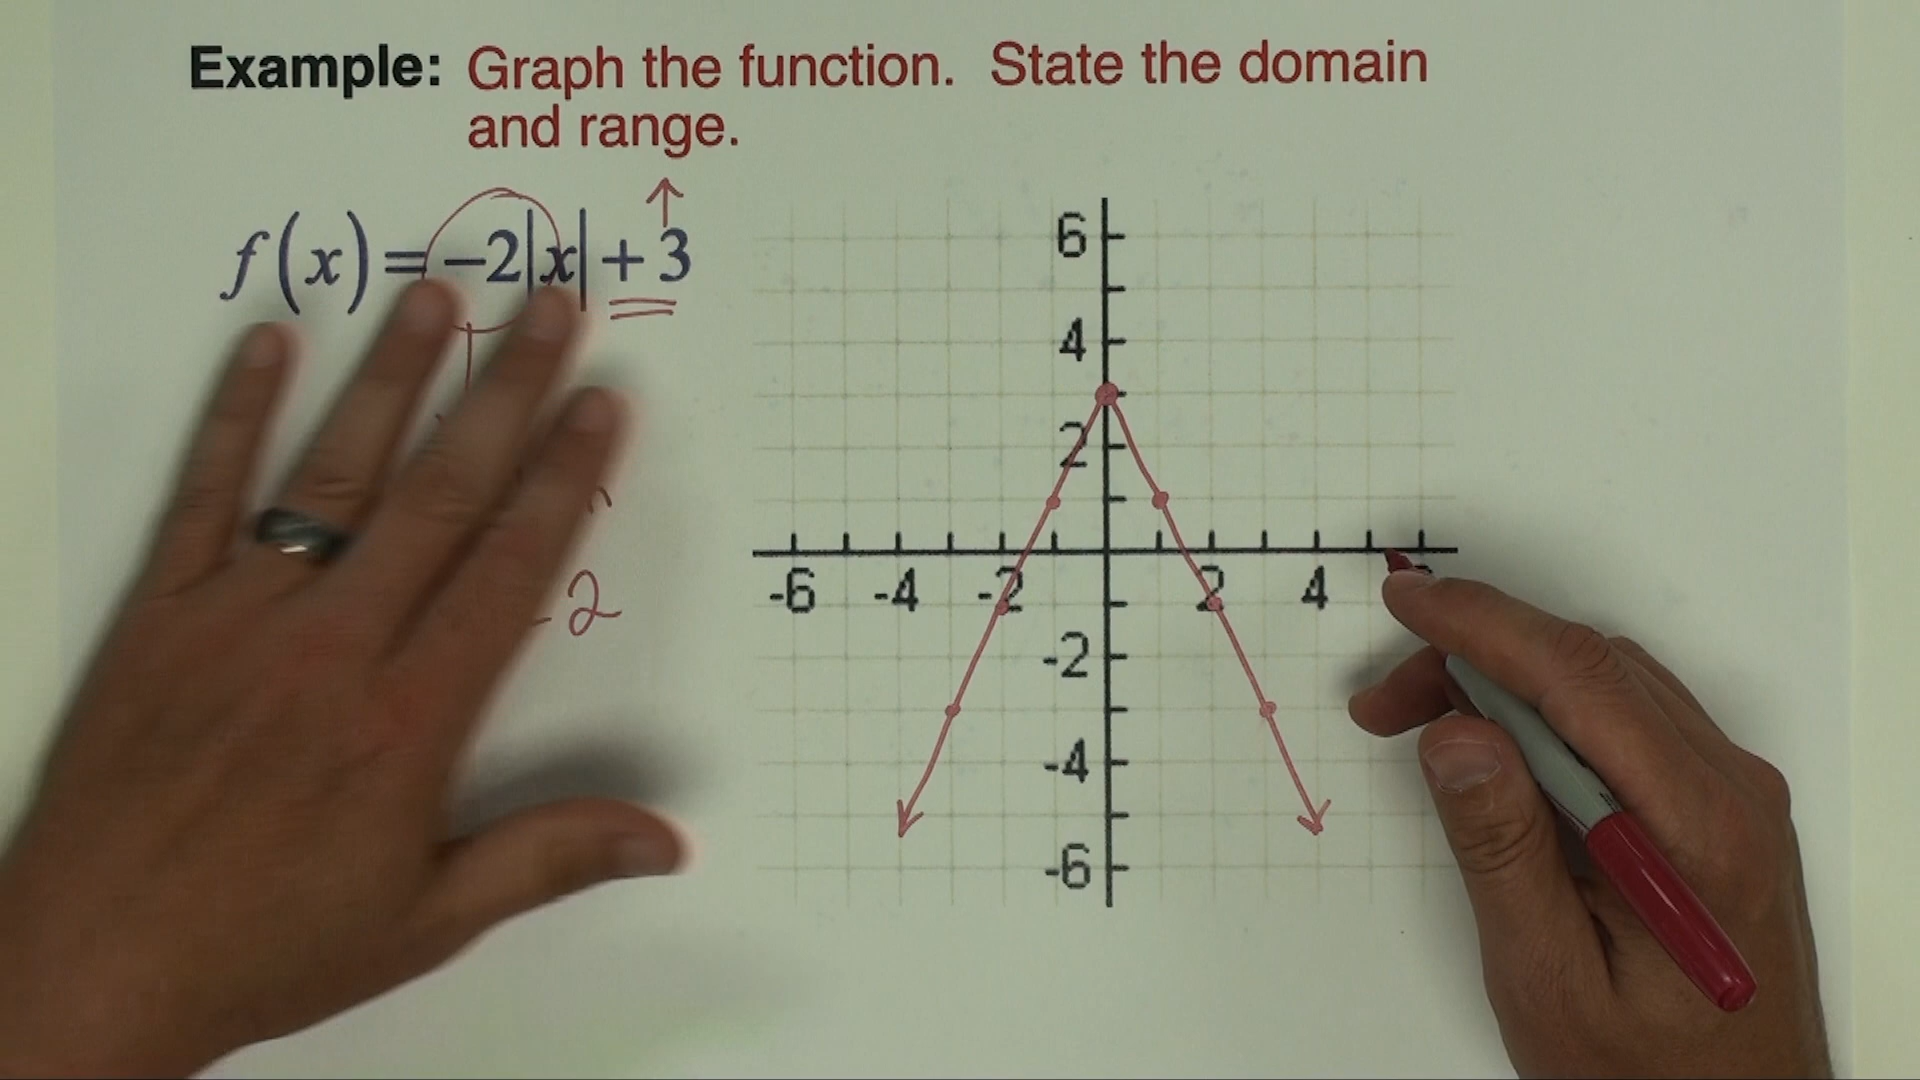 Example: Graph the function. State the domain
and range.
f(x) = -2|x| + 3
-2
6
4
2
-6 -4 -2 2 4
-2
-4
-6